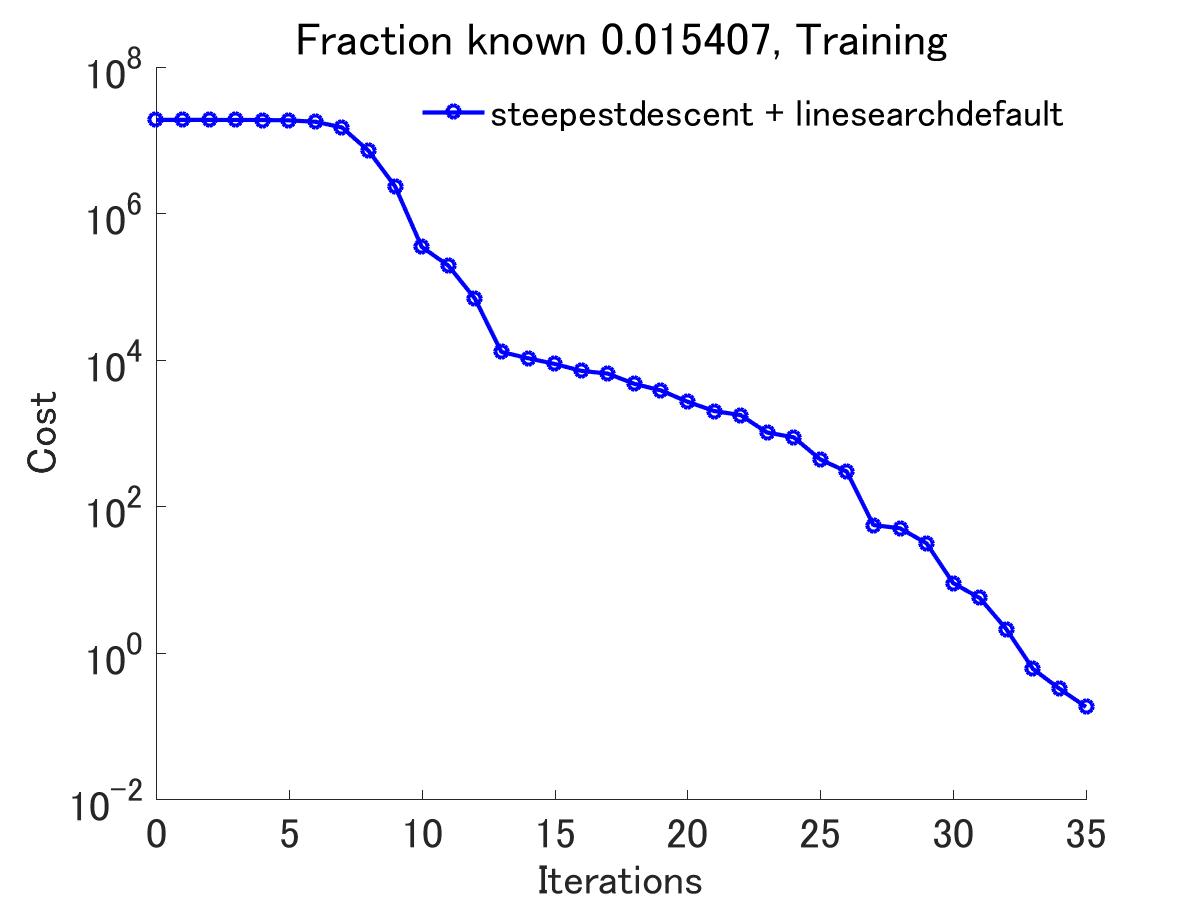 Fraction known 0.015407, Training
steepestdescent + linesearchdefault
10^8
10^6
10^4
10^2
10^0
10^-2
Cost
0 5 10 15 20 25 30 35
Iterations